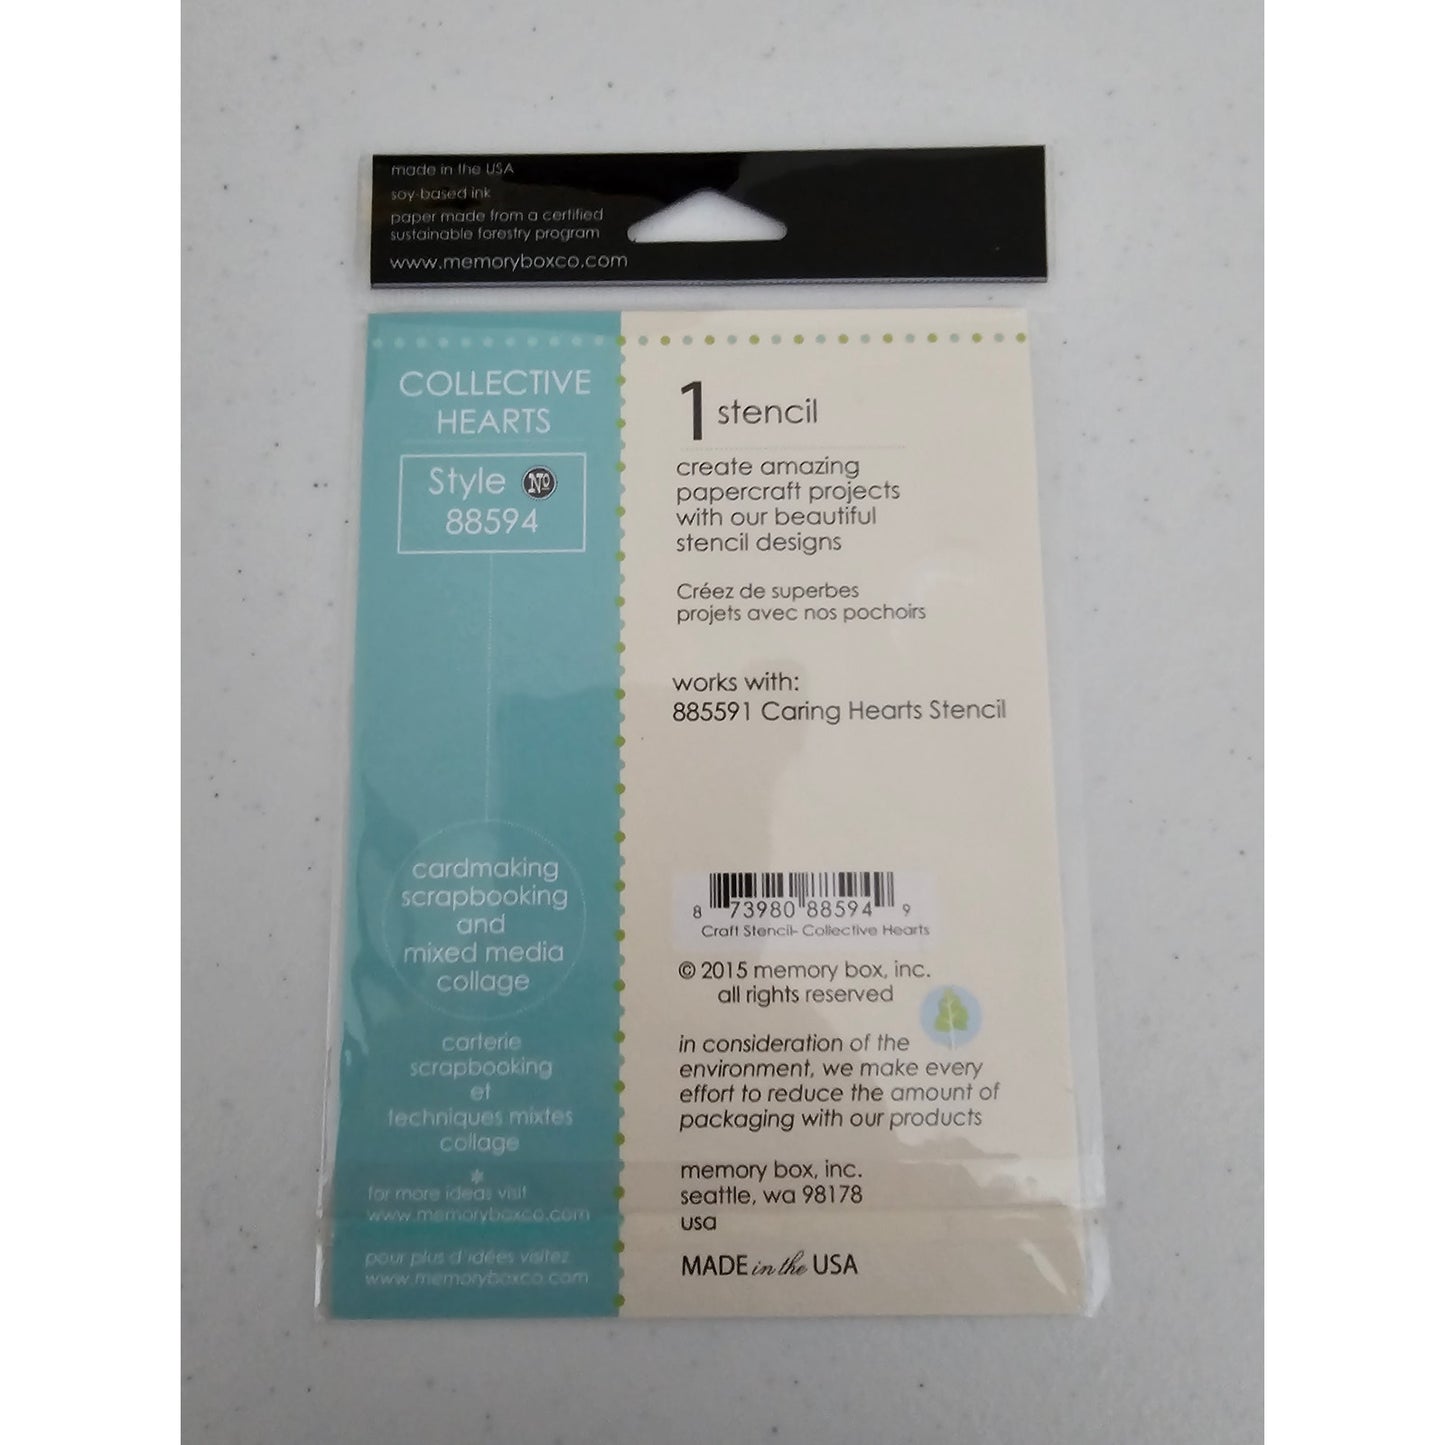 made in the USA
soy-based ink
paper made from a certified
sustainable forestry program
www.memoryboxco.com
COLLECTIVE
HEARTS
Style No
88594
cardmaking
scrapbooking
and
mixed media
collage
carterie
scrapbooking
et
techniques mixtes
collage
*
for more ideas visit
www.memoryboxco.com
pour plus d'idées visitez
www.memoryboxco.com
1 stencil
create amazing
papercraft projects
with our beautiful
stencil designs
Créez de superbes
projets avec nos pochoirs
works with:
885591 Caring Hearts Stencil
8 73980 88594 9
Craft Stencil- Collective Hearts
© 2015 memory box, inc.
all rights reserved
in consideration of the
environment, we make every
effort to reduce the amount of
packaging with our products
memory box, inc.
seattle, wa 98178
usa
MADE in the USA